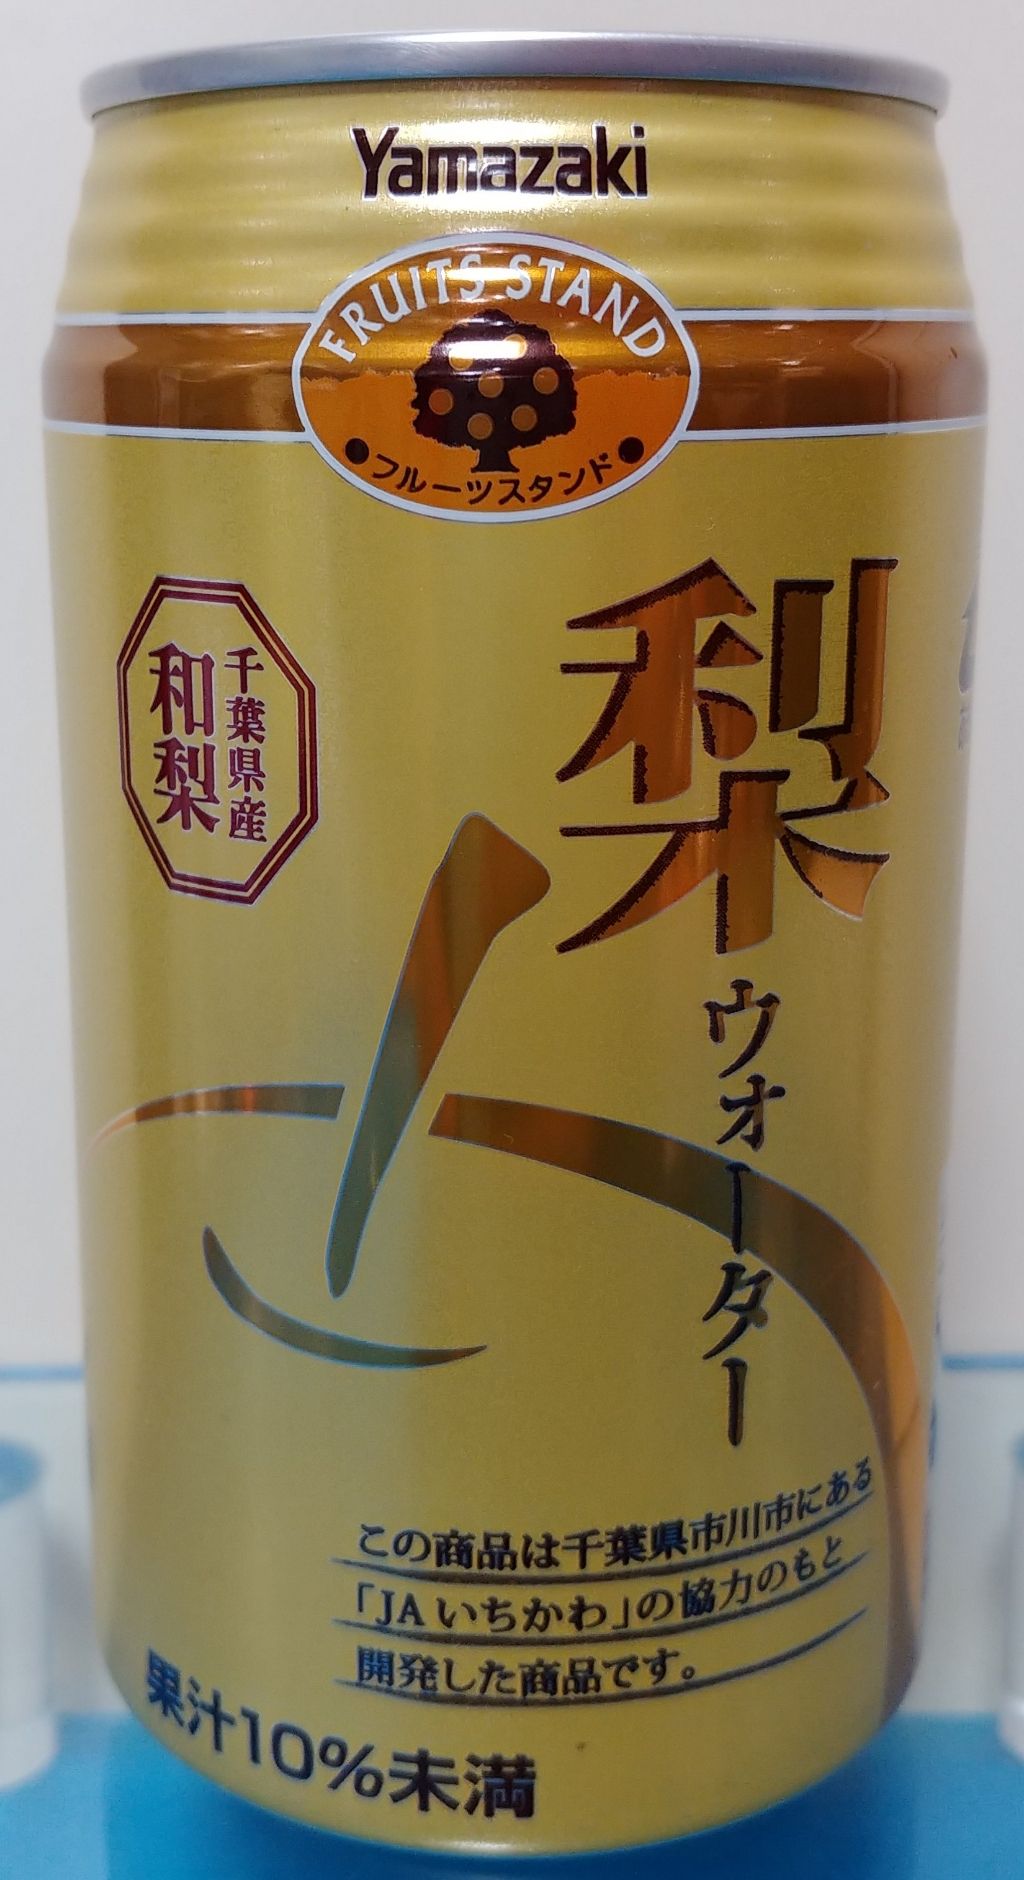 Yamazaki
FRUITS STAND
フルーツスタンド
梨
ウォーター
千葉県産
和梨
この商品は千葉県市川市にある
「JAいちかわ」の協力のもと
開発した商品です。
果汁10%未満